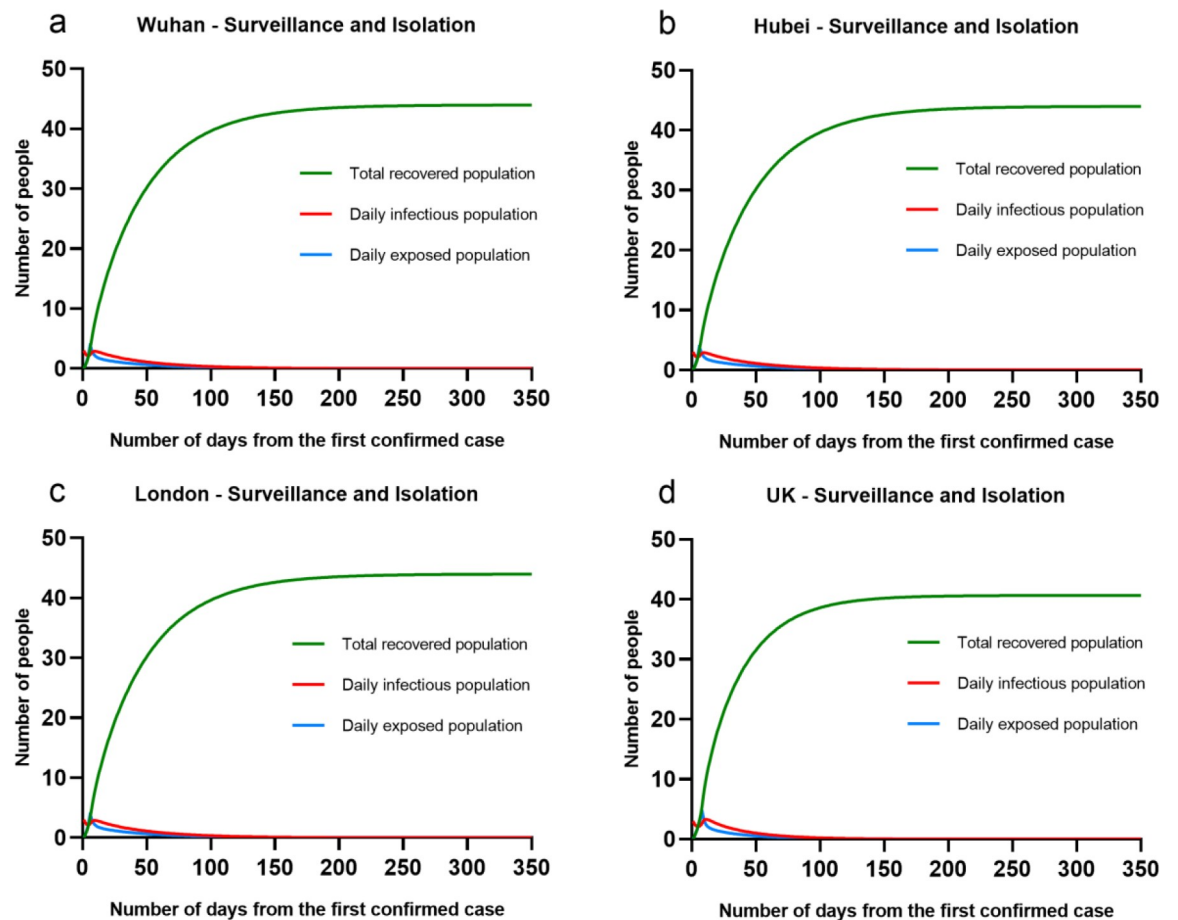 a
Wuhan - Surveillance and Isolation
50
40
30
20
10
0
Number of people
Total recovered population
Daily infectious population
Daily exposed population
0 50 100 150 200 250 300 350
Number of days from the first confirmed case
b
Hubei - Surveillance and Isolation
50
40
30
20
10
0
Number of people
Total recovered population
Daily infectious population
Daily exposed population
0 50 100 150 200 250 300 350
Number of days from the first confirmed case
c
London - Surveillance and Isolation
50
40
30
20
10
0
Number of people
Total recovered population
Daily infectious population
Daily exposed population
0 50 100 150 200 250 300 350
Number of days from the first confirmed case
d
UK - Surveillance and Isolation
50
40
30
20
10
0
Number of people
Total recovered population
Daily infectious population
Daily exposed population
0 50 100 150 200 250 300 350
Number of days from the first confirmed case